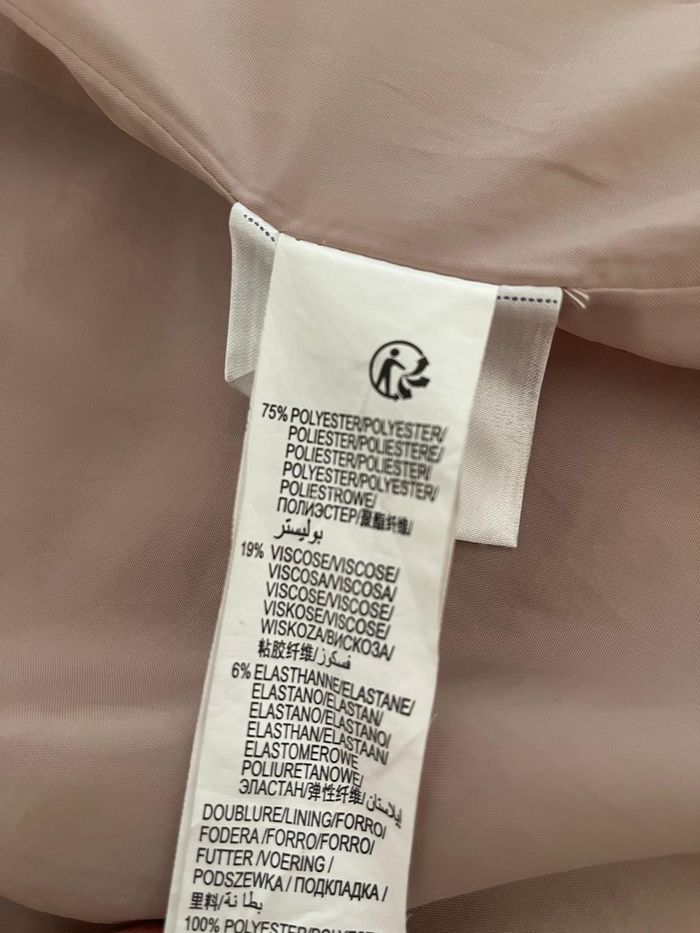 75% POLYESTER/POLYESTER/
POLIESTER/POLIESTERE/
POLIESTER/POLIESTER/
POLYESTER/POLYESTER/
POLIESTROWE/
ПОЛИЭСТЕР/聚酯纤维/
بوليستر
19% VISCOSE/VISCOSE/
VISCOSA/VISCOSA/
VISCOSE/VISCOSE/
VISKOSE/VISCOSE/
WISKOZA/ВИСКОЗА/
粘胶纤维/فسكوز/
6% ELASTHANNE/ELASTANE/
ELASTANO/ELASTAN/
ELASTANO/ELASTANO/
ELASTHAN/ELASTAAN/
ELASTOMEROWE
POLIURETANOWE/
ЭЛАСТАН/弹性纤维/إيلاستان/
DOUBLURE/LINING/FORRO/
FODERA/FORRO/FORRO/
FUTTER/VOERING/
PODSZEWKA/ПОДКЛАДКА/
里料/بطانة/
100% POLYESTER/POLYESTER